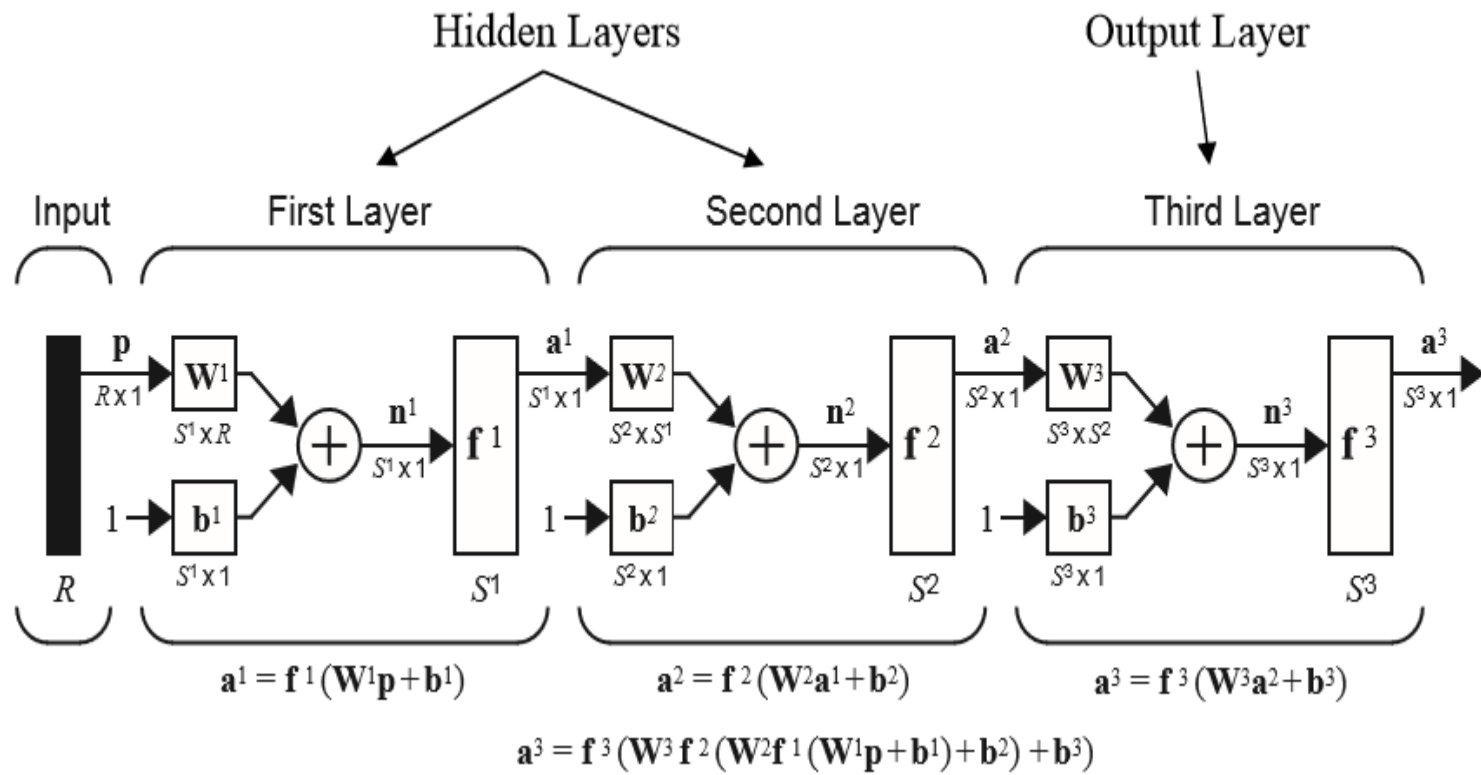 Hidden Layers Output Layer
Input First Layer Second Layer Third Layer
p a¹ a² a³
W¹ n¹ W² n² W³ n³
R x 1 S¹ x 1 S² x 1 S³ x 1
S¹ x R S² x S¹ S³ x S²
f ¹ f ² f ³
S¹ x 1 S² x 1 S³ x 1
1 b¹ 1 b² 1 b³
S¹ x 1 S² x 1 S³ x 1
R S¹ S² S³
a¹ = f ¹ (W¹p + b¹) a² = f ² (W²a¹ + b²) a³ = f ³ (W³a² + b³)
a³ = f ³ (W³ f ² (W²f ¹ (W¹p + b¹) + b²) + b³)